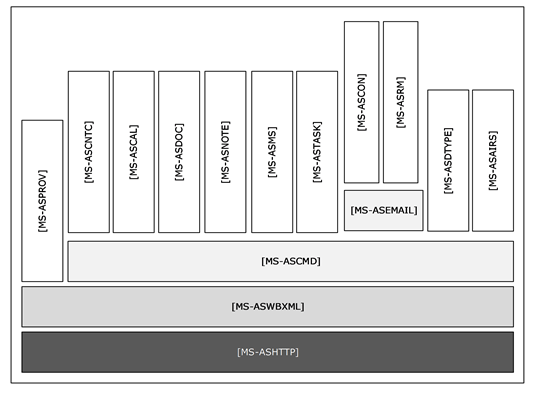 [MS-ASPROV]
[MS-ASCNTC]
[MS-ASCAL]
[MS-ASDOC]
[MS-ASNOTE]
[MS-ASMS]
[MS-ASTASK]
[MS-ASCON]
[MS-ASRM]
[MS-ASDTYPE]
[MS-ASAIRS]
[MS-ASEMAIL]
[MS-ASCMD]
[MS-ASWBXML]
[MS-ASHTTP]